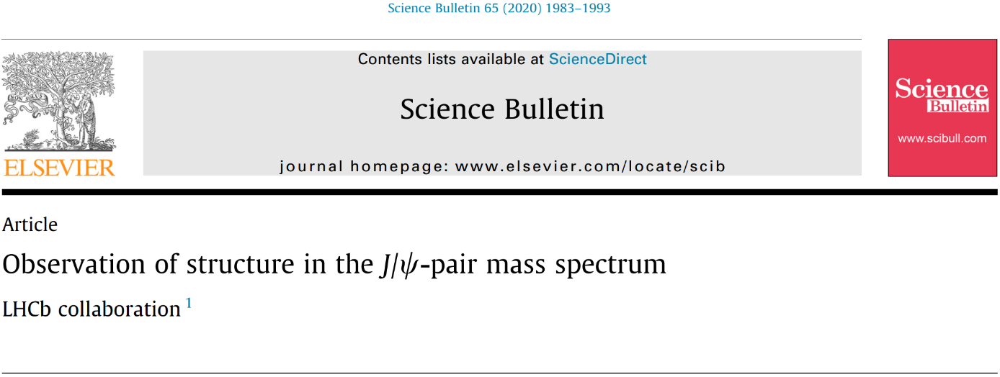 Science Bulletin 65 (2020) 1983–1993
Contents lists available at ScienceDirect
Science Bulletin
journal homepage: www.elsevier.com/locate/scib
NON SOLUS
ELSEVIER
Science
Bulletin
www.scibull.com
Article
Observation of structure in the J/ψ-pair mass spectrum
LHCb collaboration 1